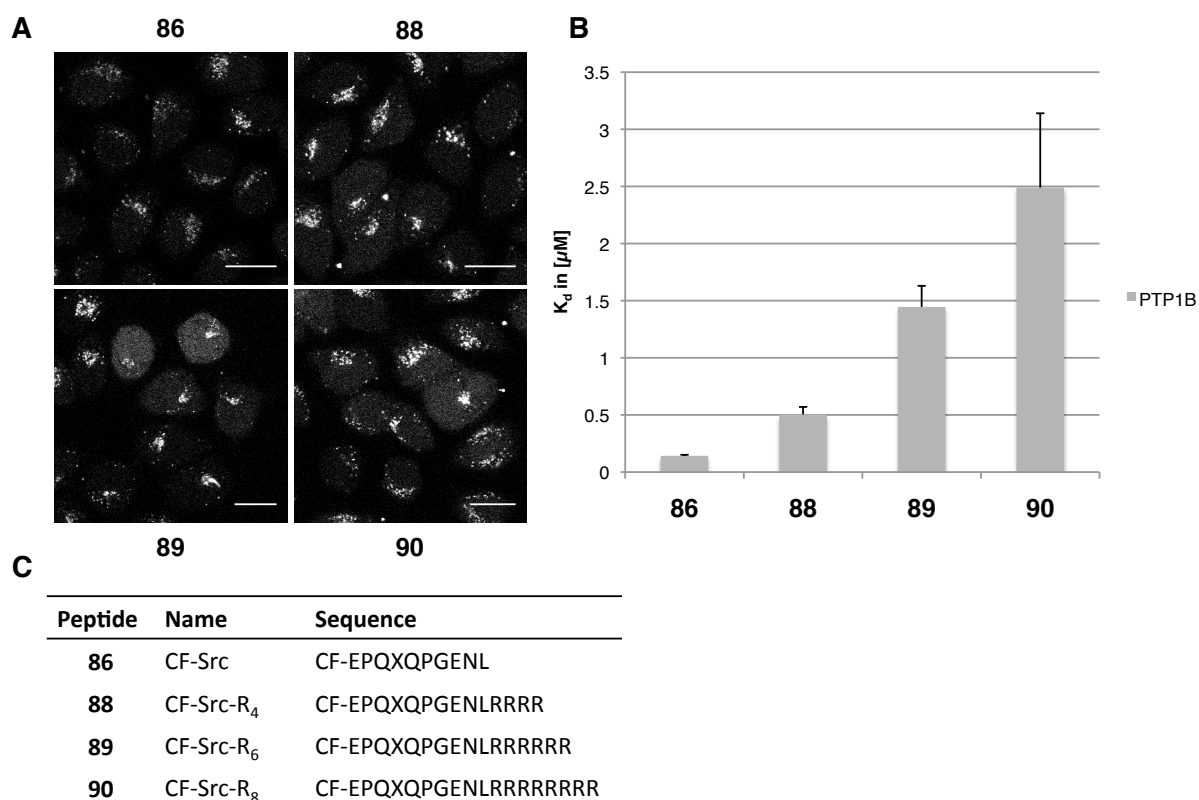 A
86
88
89
90
B
3.5
3
2.5
2
1.5
1
0.5
0
Kd in [µM]
86 88 89 90
PTP1B
C
Peptide Name Sequence
86 CF-Src CF-EPQXQPGENL
88 CF-Src-R4 CF-EPQXQPGENLRRRR
89 CF-Src-R6 CF-EPQXQPGENLRRRRRR
90 CF-Src-R8 CF-EPQXQPGENLRRRRRRRR